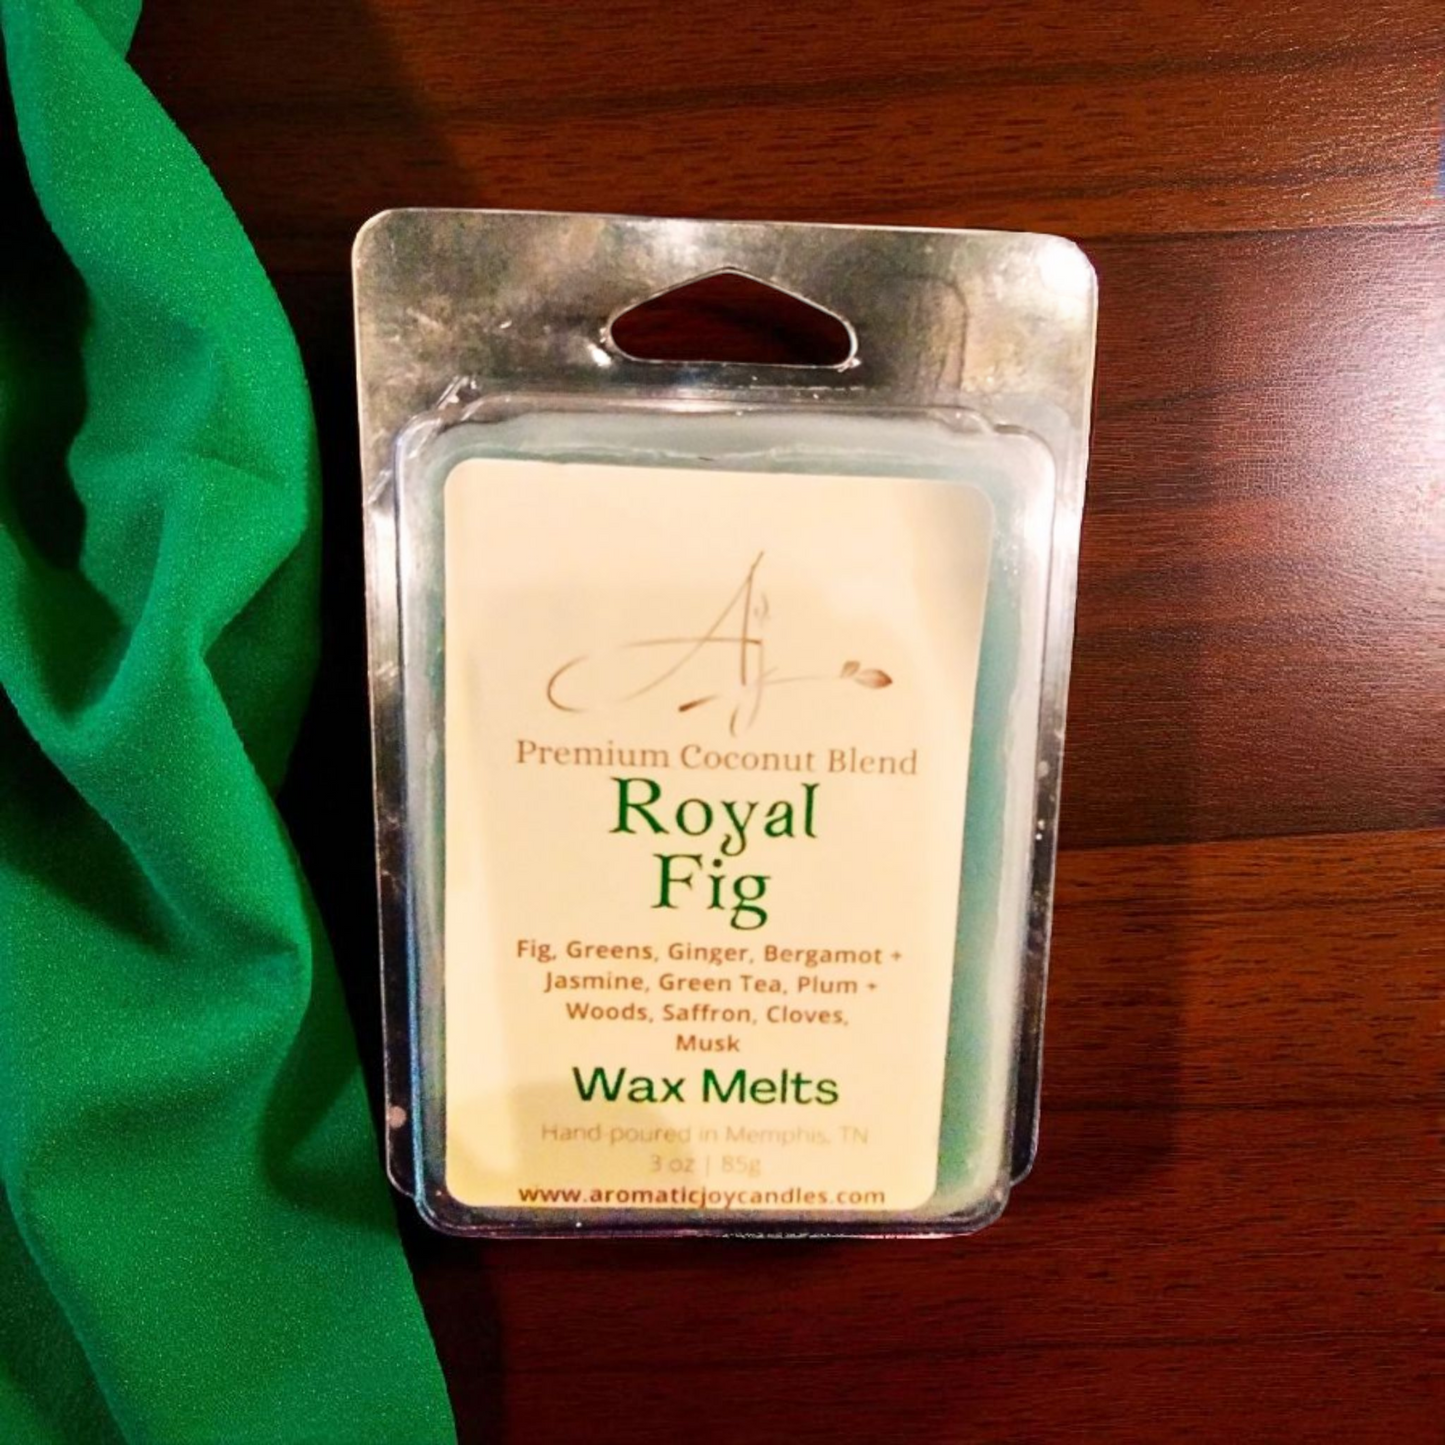 Aj
Premium Coconut Blend
Royal
Fig
Fig, Greens, Ginger, Bergamot +
Jasmine, Green Tea, Plum +
Woods, Saffron, Cloves,
Musk
Wax Melts
Hand-poured in Memphis, TN
3 oz | 85g
www.aromaticjoycandles.com